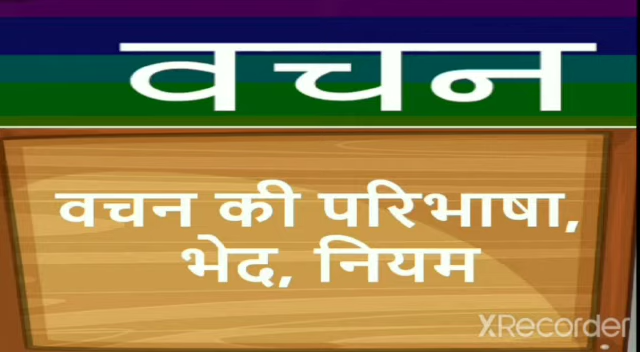 वचन
वचन की परिभाषा,
भेद, नियम
XRecorder